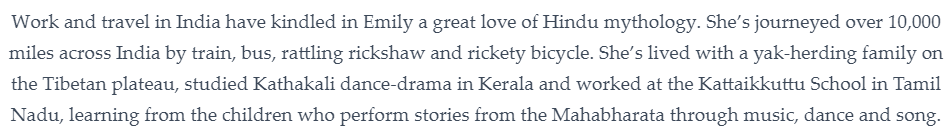 Work and travel in India have kindled in Emily a great love of Hindu mythology. She’s journeyed over 10,000
miles across India by train, bus, rattling rickshaw and rickety bicycle. She’s lived with a yak-herding family on
the Tibetan plateau, studied Kathakali dance-drama in Kerala and worked at the Kattaikkuttu School in Tamil
Nadu, learning from the children who perform stories from the Mahabharata through music, dance and song.